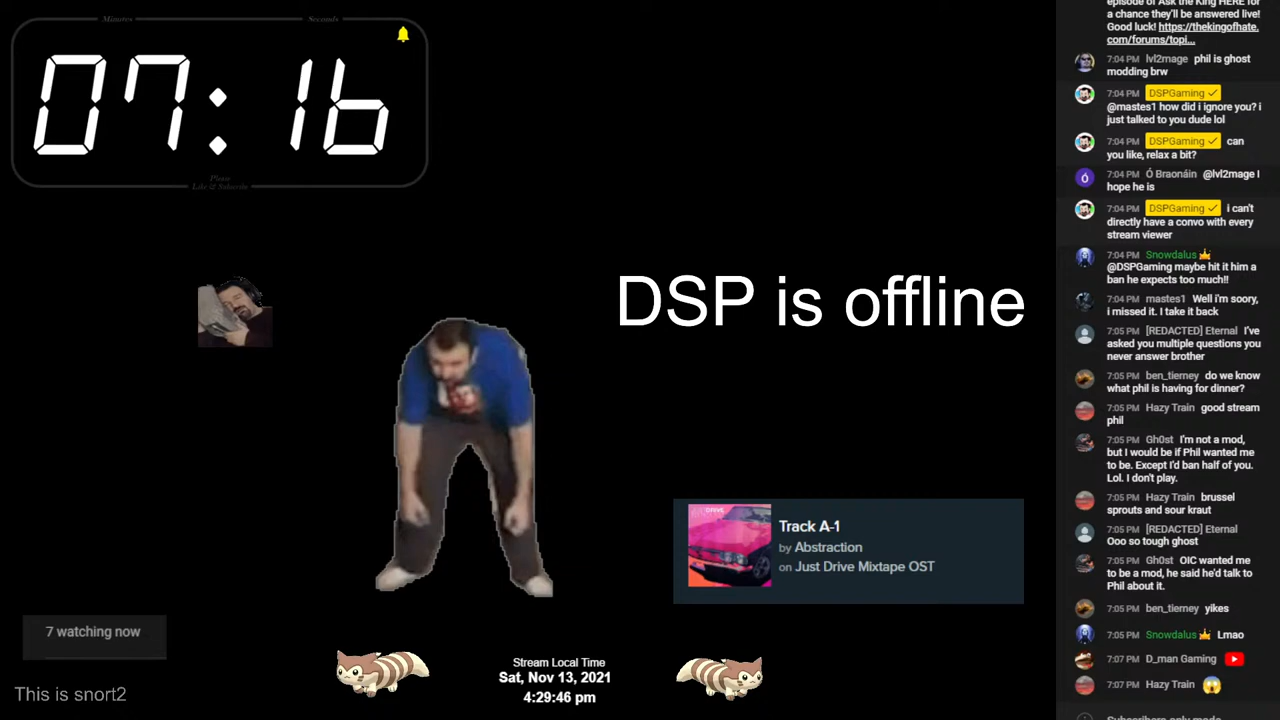 Minutes
Seconds
07:16
Please
Like & Subscribe
DSP is offline
DRIVE
Track A-1
by Abstraction
on Just Drive Mixtape OST
7 watching now
This is snort2
Stream Local Time
Sat, Nov 13, 2021
4:29:46 pm
episode of Ask the King HERE for
a chance they'll be answered live!
Good luck! https://thekingofhate.
com/forums/topi...
7:04 PM lvl2mage phil is ghost
modding brw
7:04 PM DSPGaming
@mastes1 how did i ignore you? i
just talked to you dude lol
7:04 PM DSPGaming can
you like, relax a bit?
Ó
7:04 PM Ó Braonáin @lvl2mage I
hope he is
7:04 PM DSPGaming i can't
directly have a convo with every
stream viewer
7:04 PM Snowdalus
@DSPGaming maybe hit it him a
ban he expects too much!!
7:04 PM mastes1 Well i'm soory,
i missed it. I take it back
7:05 PM [REDACTED] Eternal I've
asked you multiple questions you
never answer brother
7:05 PM ben_tierney do we know
what phil is having for dinner?
7:05 PM Hazy Train good stream
phil
7:05 PM Gh0st I'm not a mod,
but I would be if Phil wanted me
to be. Except I'd ban half of you.
Lol. I don't play.
7:05 PM Hazy Train brussel
sprouts and sour kraut
7:05 PM [REDACTED] Eternal
Ooo so tough ghost
7:05 PM Gh0st OIC wanted me
to be a mod, he said he'd talk to
Phil about it.
7:05 PM ben_tierney yikes
7:05 PM Snowdalus Lmao
7:07 PM D_man Gaming
7:07 PM Hazy Train
Subscribers-only mode